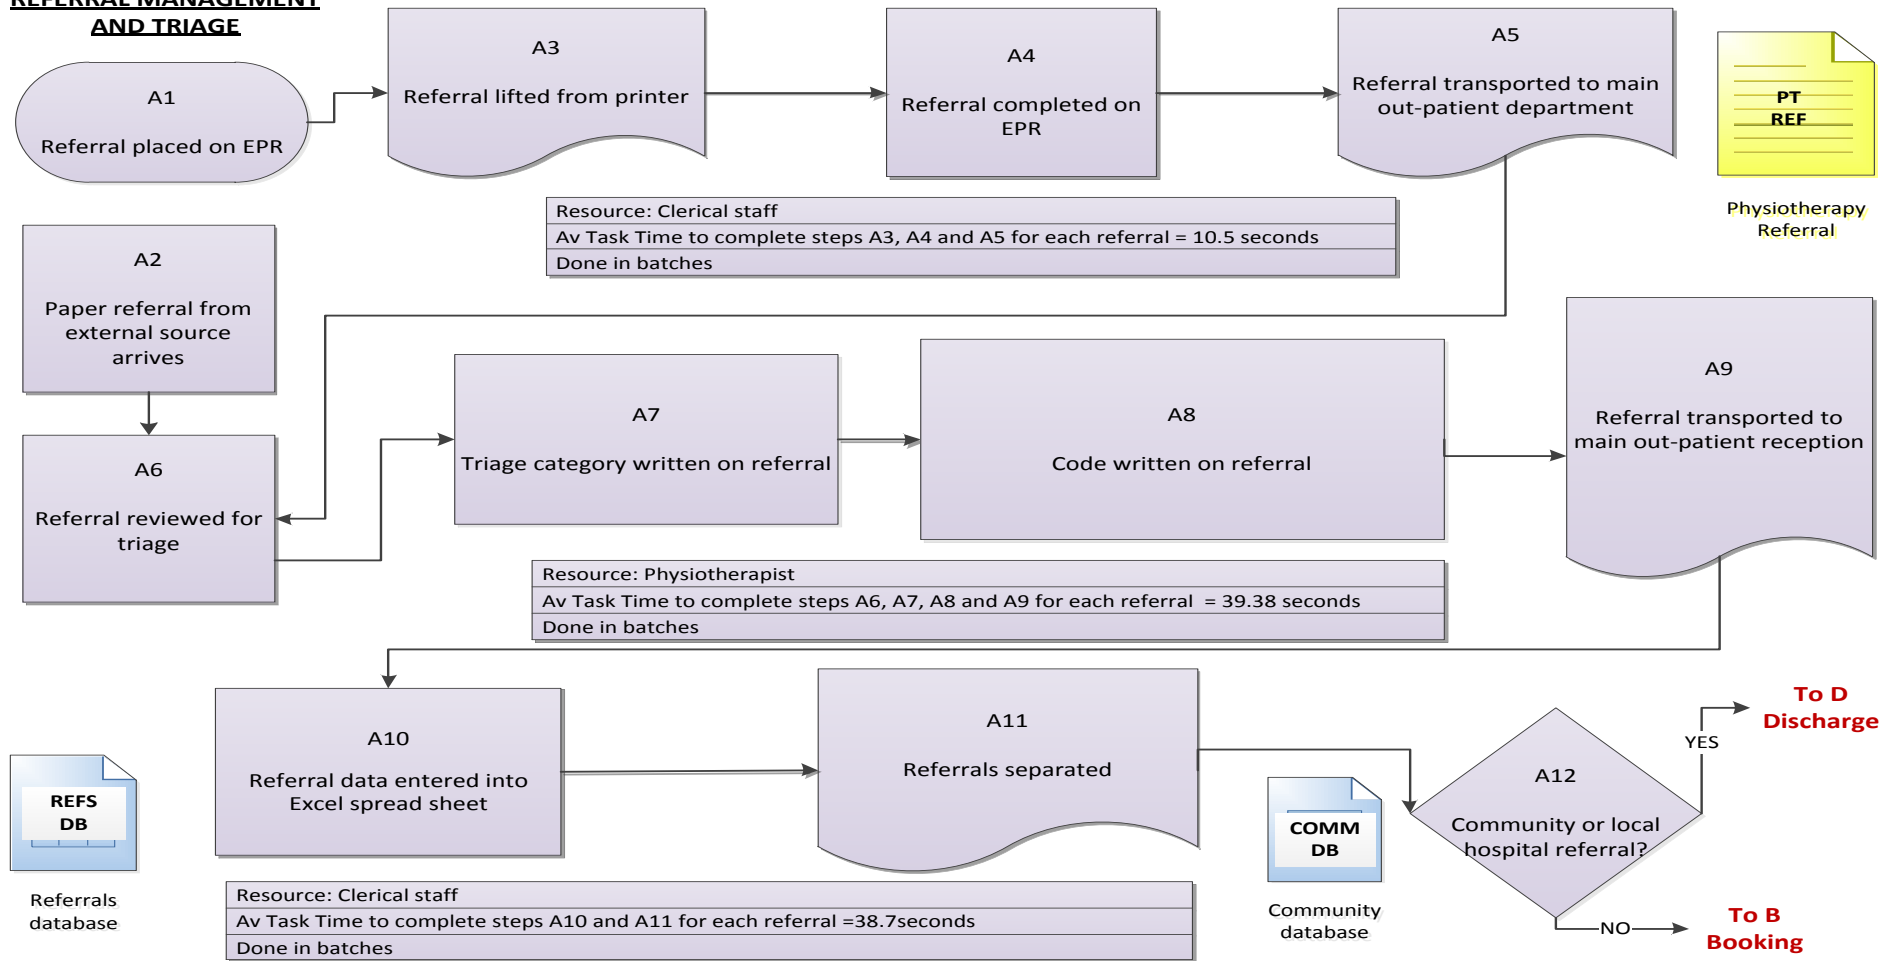 REFERRAL MANAGEMENT
AND TRIAGE
A1
Referral placed on EPR
A3
Referral lifted from printer
A4
Referral completed on
EPR
A5
Referral transported to main
out-patient department
PT
REF
Physiotherapy
Referral
Resource: Clerical staff
Av Task Time to complete steps A3, A4 and A5 for each referral = 10.5 seconds
Done in batches
A2
Paper referral from
external source
arrives
A6
Referral reviewed for
triage
A7
Triage category written on referral
A8
Code written on referral
A9
Referral transported to
main out-patient reception
Resource: Physiotherapist
Av Task Time to complete steps A6, A7, A8 and A9 for each referral = 39.38 seconds
Done in batches
REFS
DB
Referrals
database
A10
Referral data entered into
Excel spread sheet
A11
Referrals separated
COMM
DB
Community
database
A12
Community or local
hospital referral?
YES
To D
Discharge
NO
To B
Booking
Resource: Clerical staff
Av Task Time to complete steps A10 and A11 for each referral =38.7seconds
Done in batches